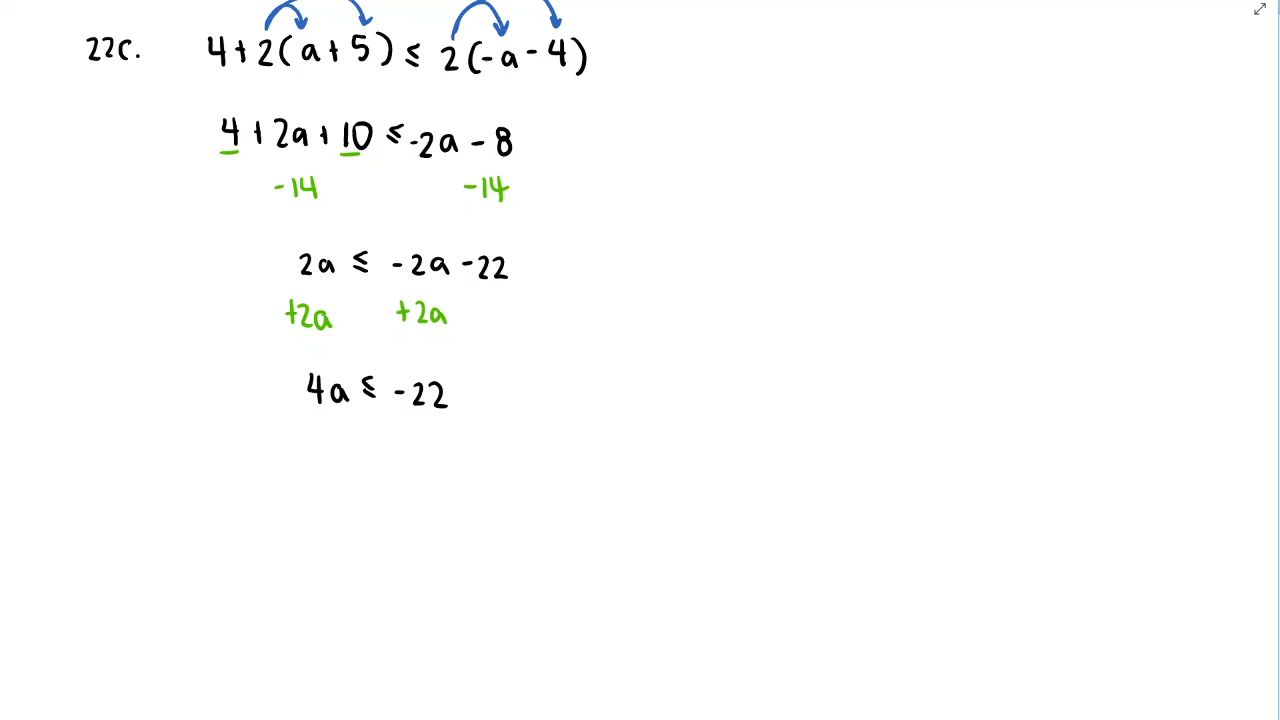 22c. 4 + 2(a + 5) ≤ 2(-a - 4)
4 + 2a + 10 ≤ -2a - 8
-14 -14
2a ≤ -2a - 22
+2a +2a
4a ≤ -22